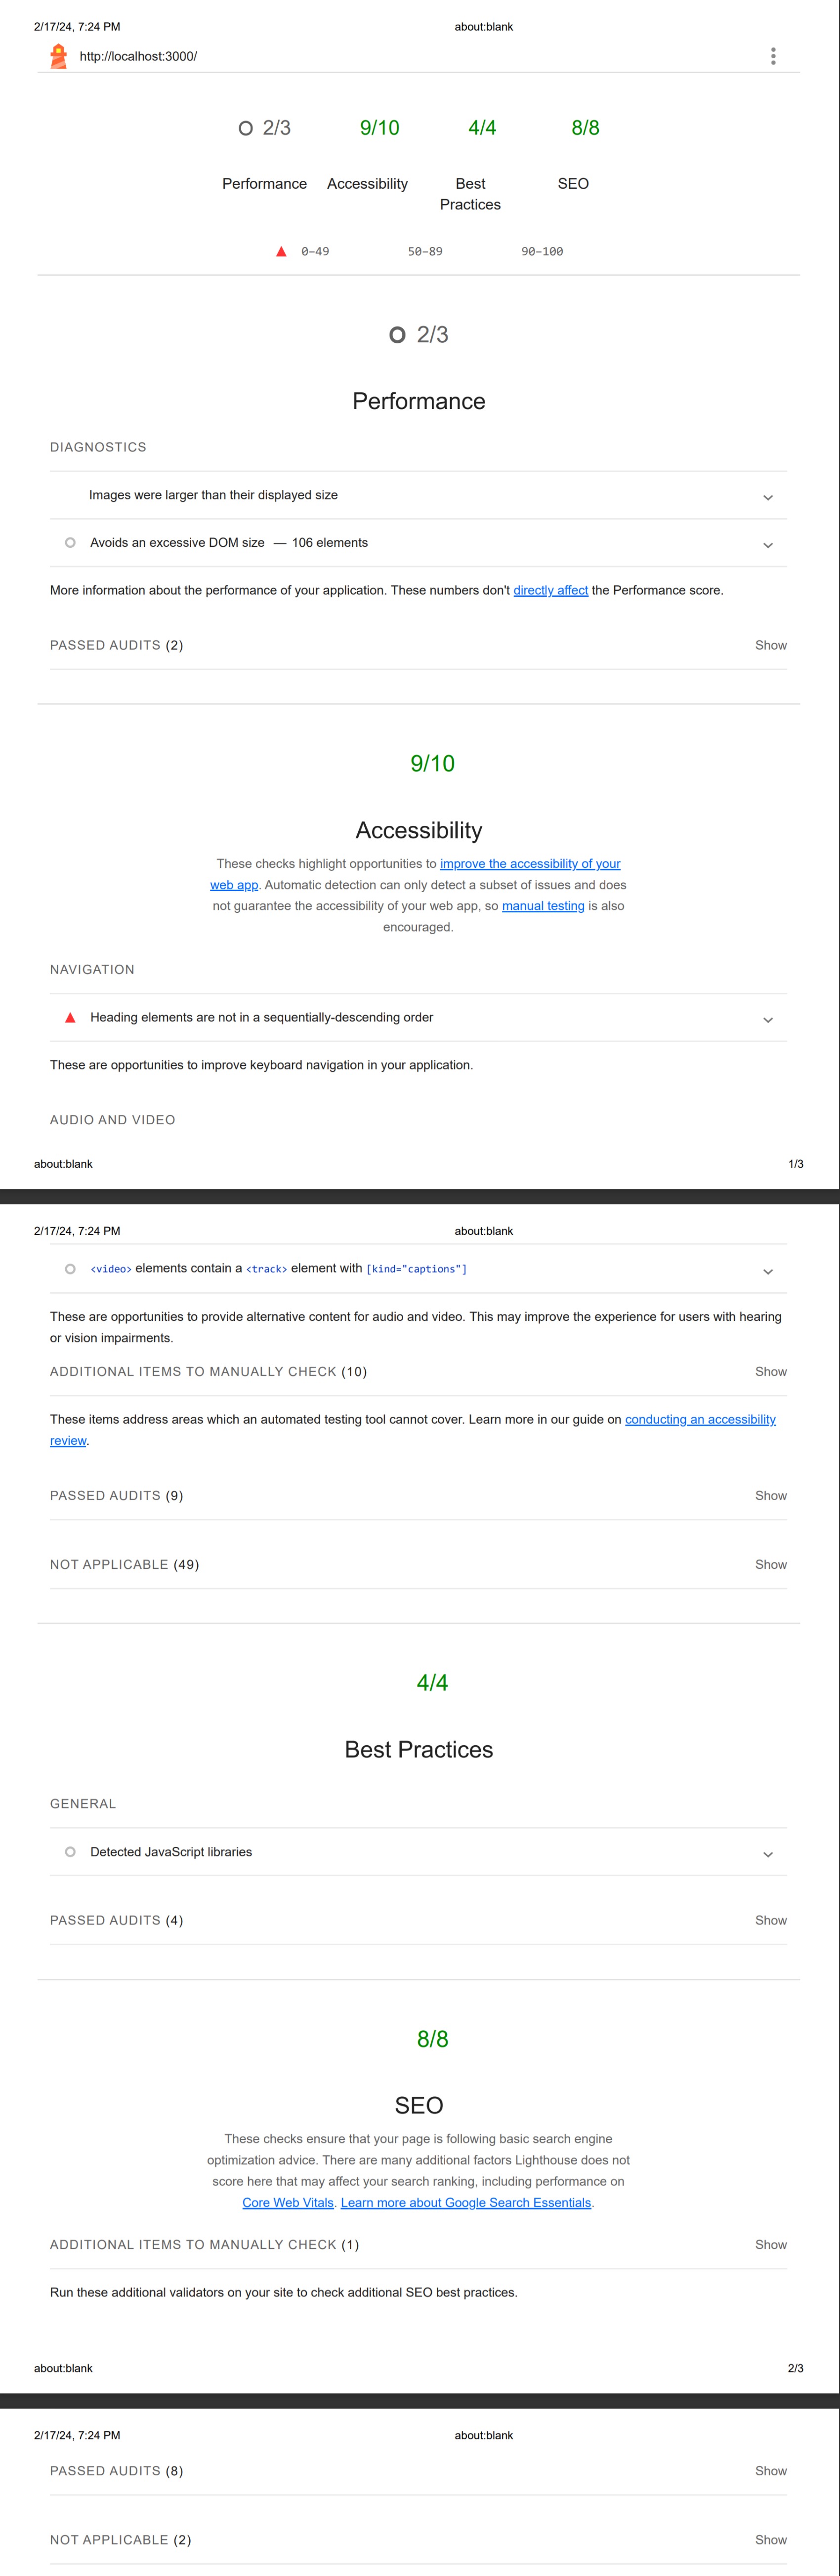 2/17/24, 7:24 PM about:blank
http://localhost:3000/
2/3 9/10 4/4 8/8
Performance Accessibility Best Practices SEO
0–49 50–89 90–100
2/3
Performance
DIAGNOSTICS
Images were larger than their displayed size
Avoids an excessive DOM size — 106 elements
More information about the performance of your application. These numbers don't directly affect the Performance score.
PASSED AUDITS (2) Show
9/10
Accessibility
These checks highlight opportunities to improve the accessibility of your
web app. Automatic detection can only detect a subset of issues and does
not guarantee the accessibility of your web app, so manual testing is also
encouraged.
NAVIGATION
Heading elements are not in a sequentially-descending order
These are opportunities to improve keyboard navigation in your application.
AUDIO AND VIDEO
about:blank 1/3
2/17/24, 7:24 PM about:blank
<video> elements contain a <track> element with [kind="captions"]
These are opportunities to provide alternative content for audio and video. This may improve the experience for users with hearing
or vision impairments.
ADDITIONAL ITEMS TO MANUALLY CHECK (10) Show
These items address areas which an automated testing tool cannot cover. Learn more in our guide on conducting an accessibility
review.
PASSED AUDITS (9) Show
NOT APPLICABLE (49) Show
4/4
Best Practices
GENERAL
Detected JavaScript libraries
PASSED AUDITS (4) Show
8/8
SEO
These checks ensure that your page is following basic search engine
optimization advice. There are many additional factors Lighthouse does not
score here that may affect your search ranking, including performance on
Core Web Vitals. Learn more about Google Search Essentials.
ADDITIONAL ITEMS TO MANUALLY CHECK (1) Show
Run these additional validators on your site to check additional SEO best practices.
about:blank 2/3
2/17/24, 7:24 PM about:blank
PASSED AUDITS (8) Show
NOT APPLICABLE (2) Show